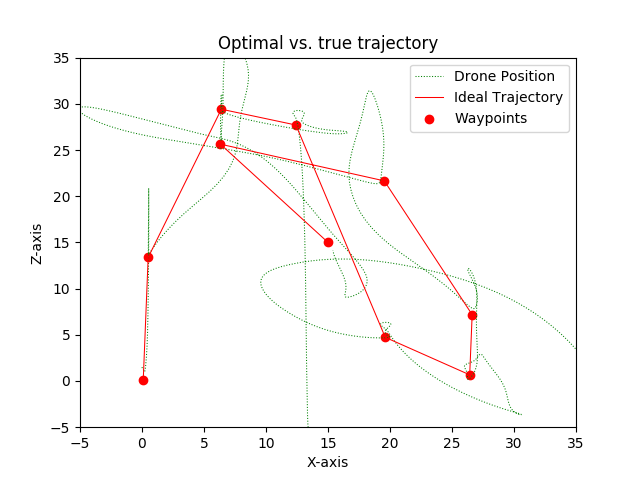 Optimal vs. true trajectory
Drone Position
Ideal Trajectory
Waypoints
Z-axis
35
30
25
20
15
10
5
0
−5
−5 0 5 10 15 20 25 30 35
X-axis